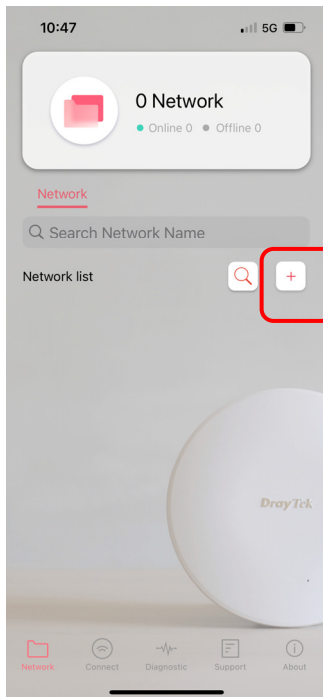 10:47 5G
0 Network
Online 0 Offline 0
Network
Search Network Name
Network list
+
DrayTek
Network Connect Diagnostic Support About